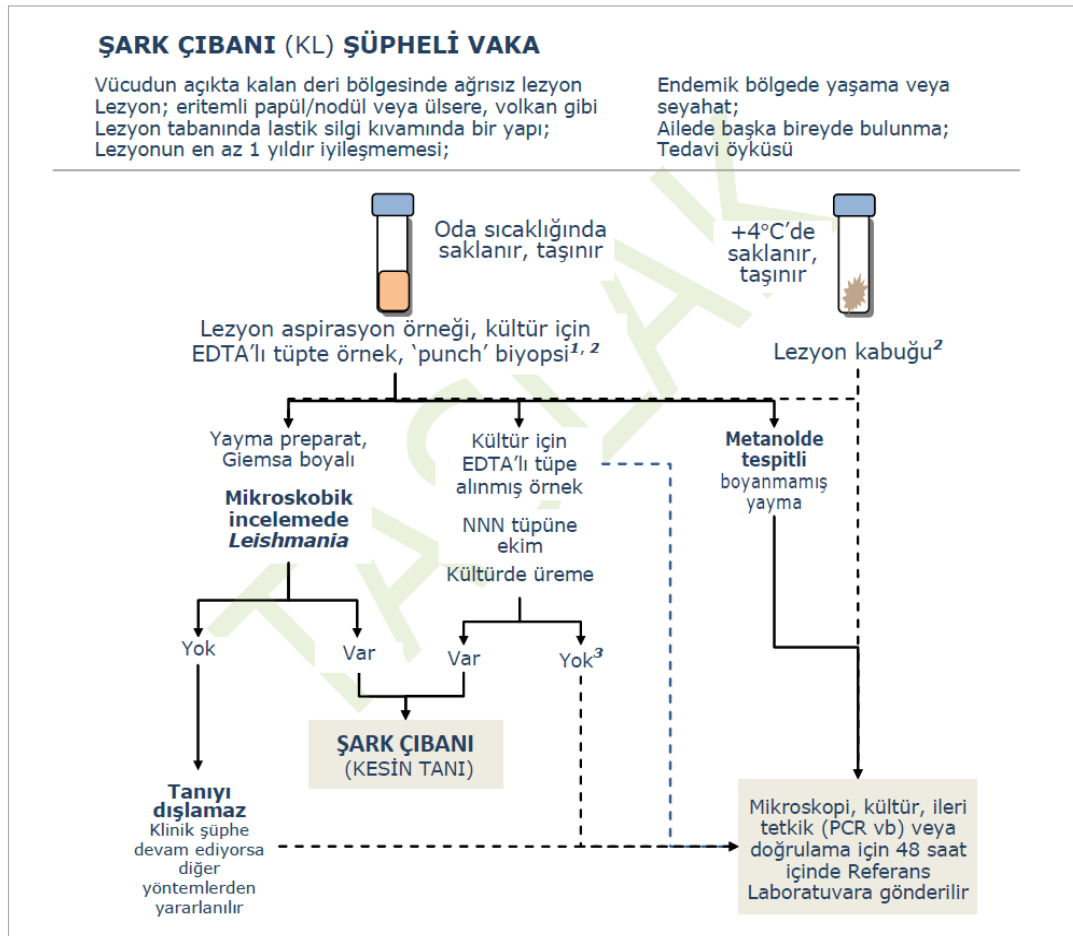 ŞARK ÇIBANI (KL) ŞÜPHELİ VAKA
Vücudun açıkta kalan deri bölgesinde ağrısız lezyon
Lezyon; eritemli papül/nodül veya ülsere, volkan gibi
Lezyon tabanında lastik silgi kıvamında bir yapı;
Lezyonun en az 1 yıldır iyileşmemesi;
Endemik bölgede yaşama veya
seyahat;
Ailede başka bireyde bulunma;
Tedavi öyküsü
Oda sıcaklığında
saklanır, taşınır
+4°C’de
saklanır,
taşınır
Lezyon aspirasyon örneği, kültür için
EDTA’lı tüpte örnek, ‘punch’ biyopsi1, 2
Lezyon kabuğu2
Yayma preparat,
Giemsa boyalı
Mikroskobik
incelemede
Leishmania
Kültür için
EDTA’lı tüpe
alınmış örnek
NNN tüpüne
ekim
Kültürde üreme
Metanolde
tespitli
boyanmamış
yayma
Yok
Var
Var
Yok3
ŞARK ÇIBANI
(KESİN TANI)
Tanıyı
dışlamaz
Klinik şüphe
devam ediyorsa
diğer
yöntemlerden
yararlanılır
Mikroskopi, kültür, ileri
tetkik (PCR vb) veya
doğrulama için 48 saat
içinde Referans
Laboratuvara gönderilir
TASLAK